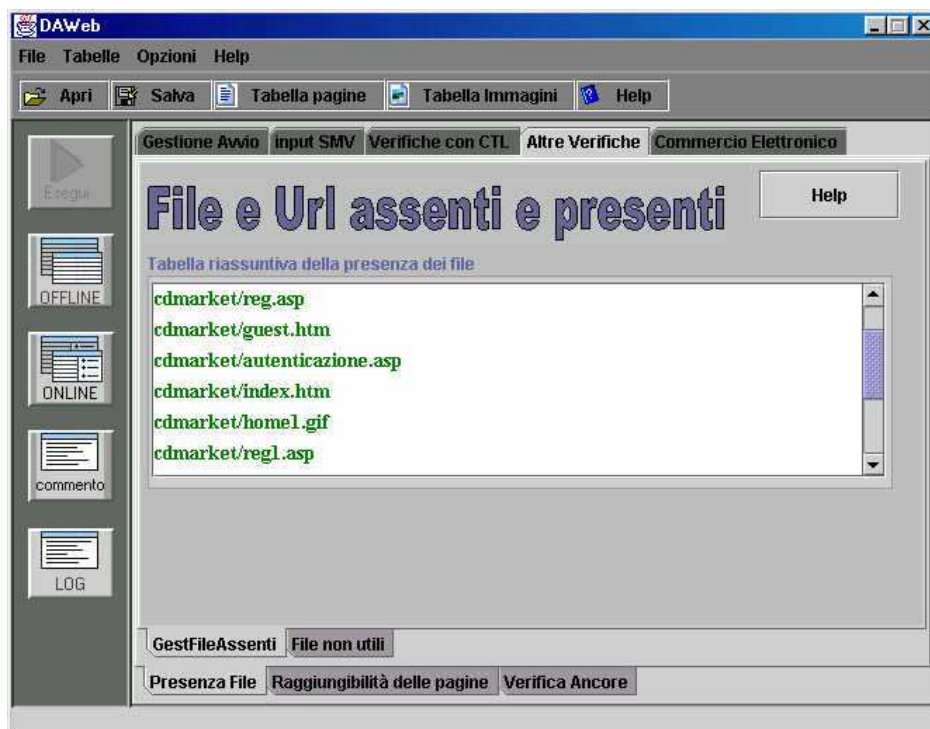 DAWeb
File Tabelle Opzioni Help
Apri Salva Tabella pagine Tabella Immagini Help
Gestione Avvio input SMV Verifiche con CTL Altre Verifiche Commercio Elettronico
Esegui
File e Url assenti e presenti
Help
Tabella riassuntiva della presenza dei file
OFFLINE
cdmarket/reg.asp
cdmarket/guest.htm
cdmarket/autenticazione.asp
ONLINE
cdmarket/index.htm
cdmarket/home1.gif
cdmarket/reg1.asp
commento
LOG
GestFileAssenti File non utili
Presenza File Raggiungibilità delle pagine Verifica Ancore